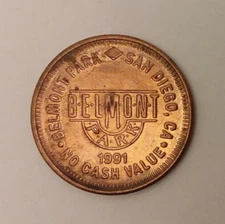 BELMONT PARK SAN DIEGO, CA
BELMONT
PARK
1991
· NO CASH VALUE ·